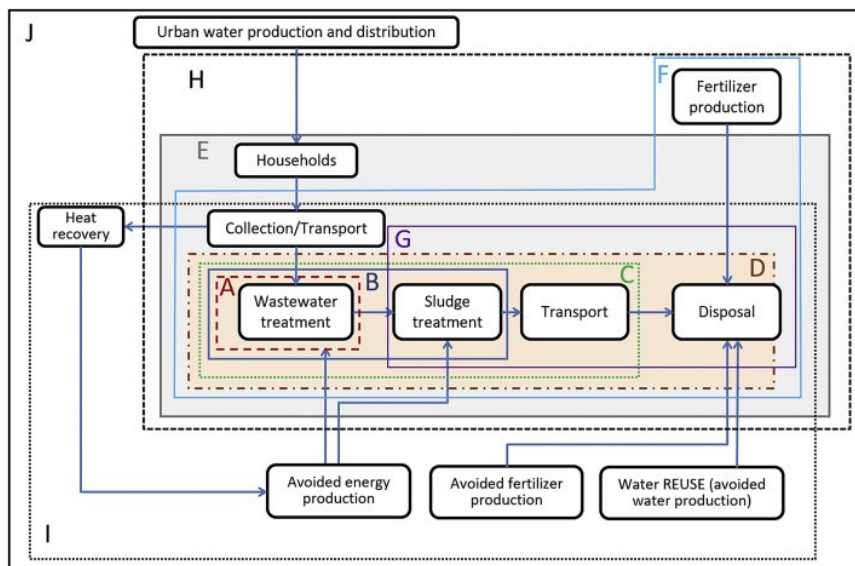 J
Urban water production and distribution
H
F
Fertilizer
production
E
Households
Heat
recovery
Collection/Transport
G
D
A
B
C
Wastewater
treatment
Sludge
treatment
Transport
Disposal
Avoided energy
production
Avoided fertilizer
production
Water REUSE (avoided
water production)
I